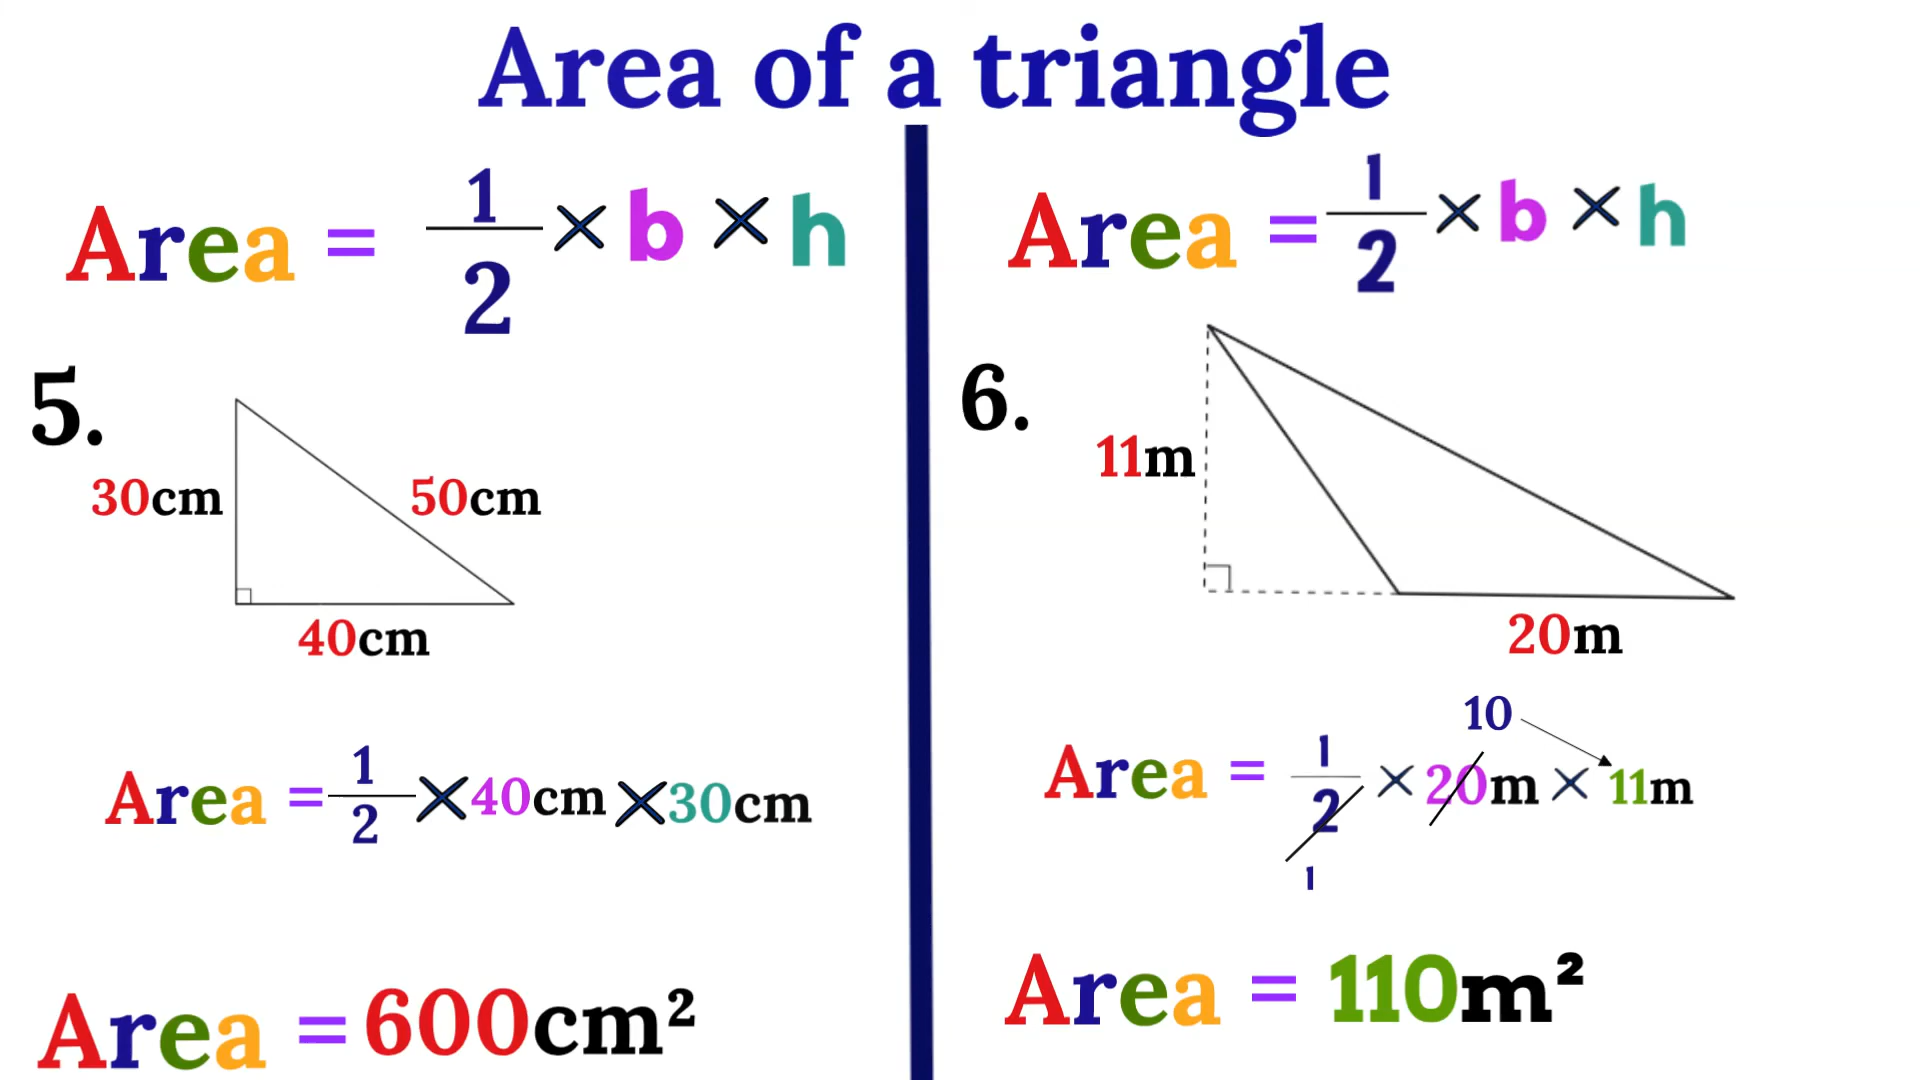 Area of a triangle
Area = 1/2 × b × h
5.
30cm
50cm
40cm
Area = 1/2 × 40cm × 30cm
Area = 600cm²
Area = 1/2 × b × h
6.
11m
20m
10
Area = 1/2 × 20m × 11m
1
Area = 110m²